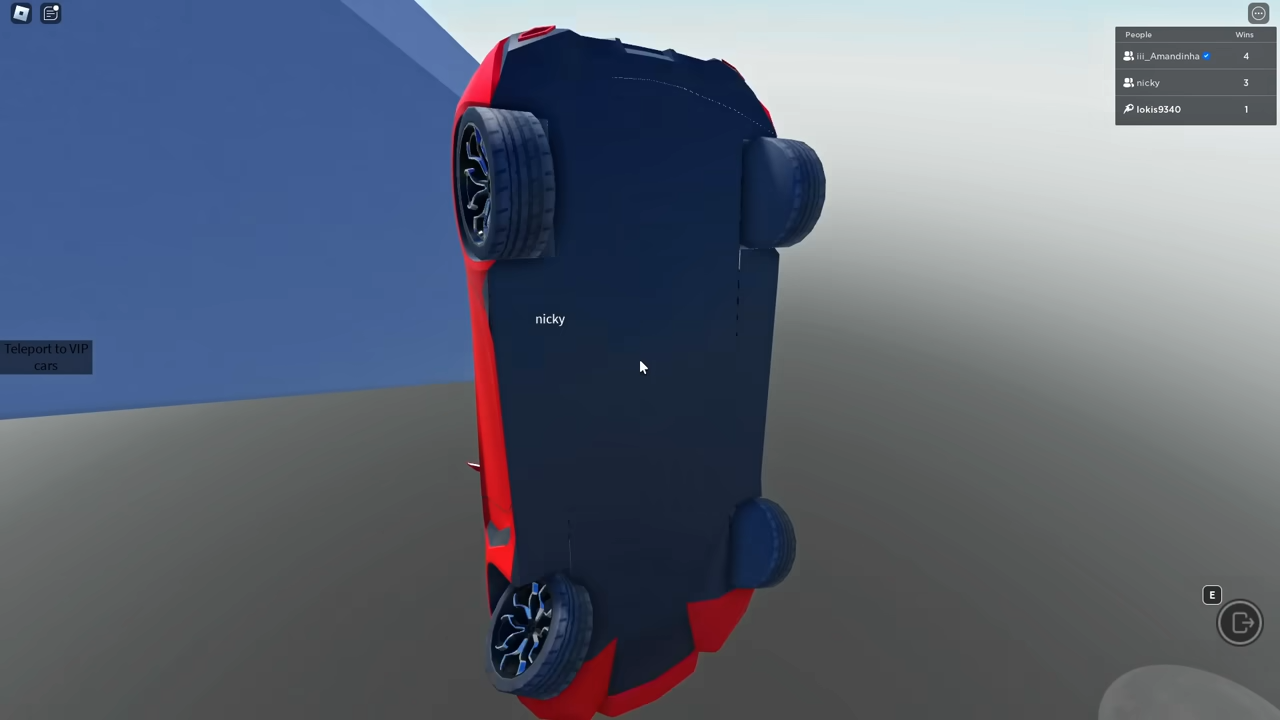 People Wins
iii_Amandinha 4
nicky 3
lokis9340 1
nicky
Teleport to VIP
cars
E